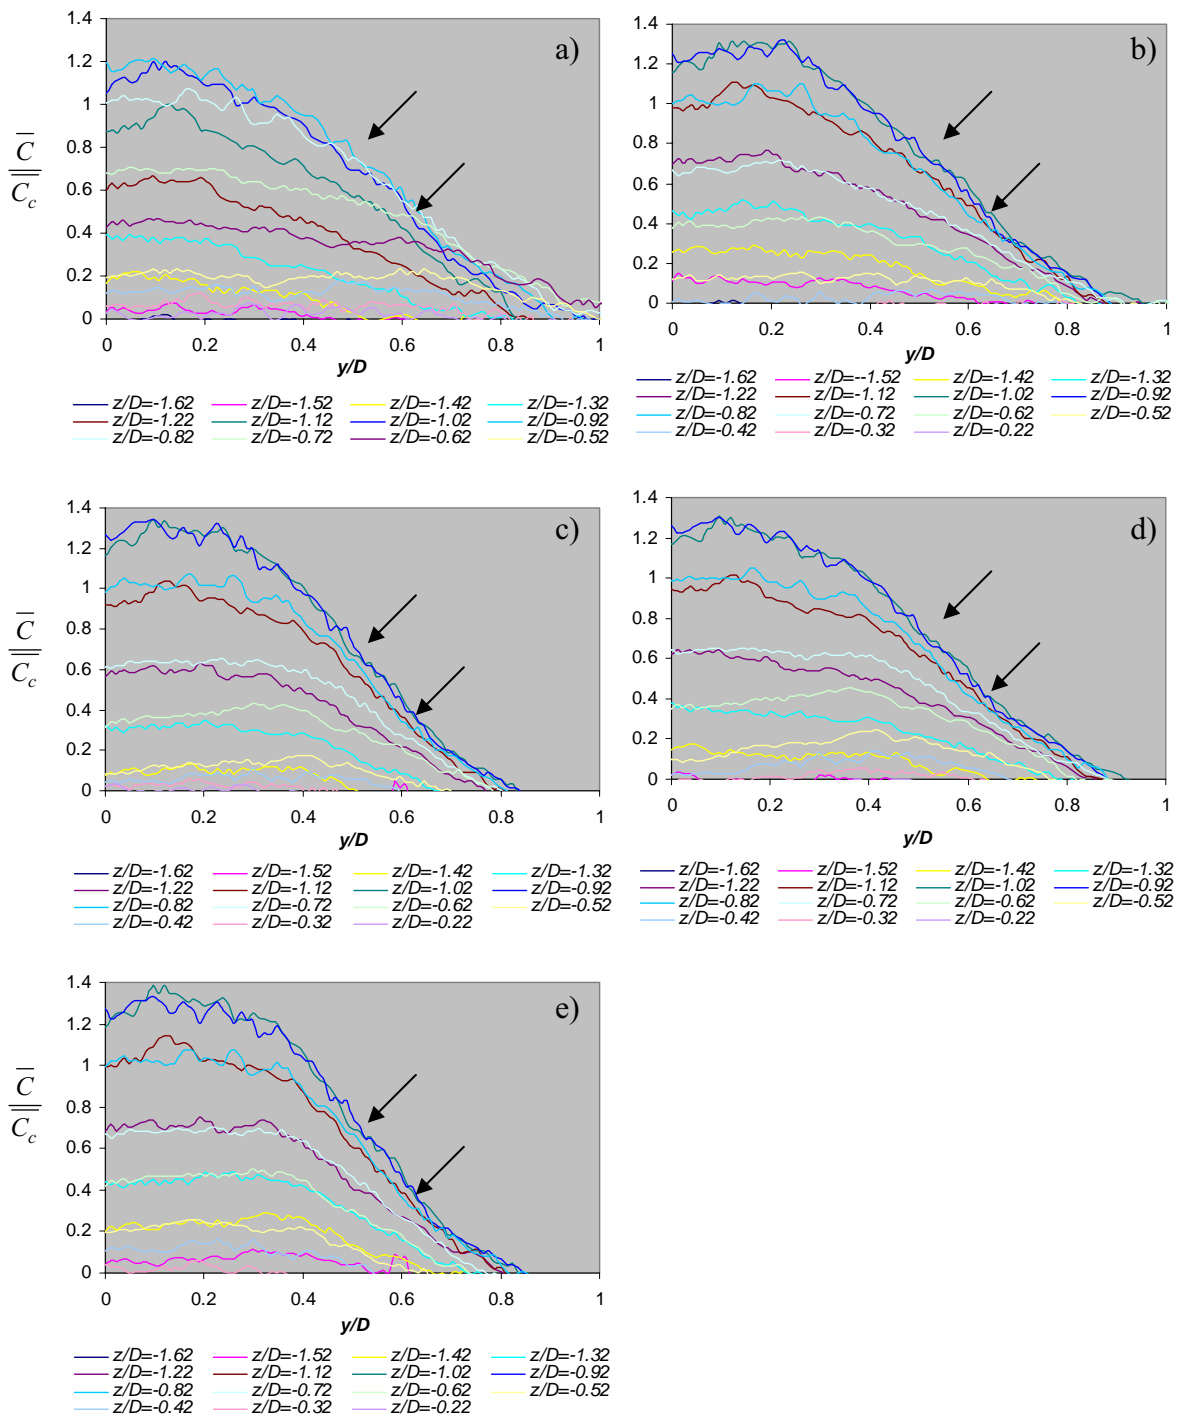 a)
1.4
1.2
1
0.8
0.6
0.4
0.2
0
0 0.2 0.4 0.6 0.8 1
C
C_c
y/D
z/D=-1.62 z/D=-1.52 z/D=-1.42 z/D=-1.32
z/D=-1.22 z/D=-1.12 z/D=-1.02 z/D=-0.92
z/D=-0.82 z/D=-0.72 z/D=-0.62 z/D=-0.52
b)
1.4
1.2
1
0.8
0.6
0.4
0.2
0
0 0.2 0.4 0.6 0.8 1
y/D
z/D=-1.62 z/D=--1.52 z/D=-1.42 z/D=-1.32
z/D=-1.22 z/D=-1.12 z/D=-1.02 z/D=-0.92
z/D=-0.82 z/D=-0.72 z/D=-0.62 z/D=-0.52
z/D=-0.42 z/D=-0.32 z/D=-0.22
c)
1.4
1.2
1
0.8
0.6
0.4
0.2
0
0 0.2 0.4 0.6 0.8 1
C
C_c
y/D
z/D=-1.62 z/D=-1.52 z/D=-1.42 z/D=-1.32
z/D=-1.22 z/D=-1.12 z/D=-1.02 z/D=-0.92
z/D=-0.82 z/D=-0.72 z/D=-0.62 z/D=-0.52
z/D=-0.42 z/D=-0.32 z/D=-0.22
d)
1.4
1.2
1
0.8
0.6
0.4
0.2
0
0 0.2 0.4 0.6 0.8 1
y/D
z/D=-1.62 z/D=-1.52 z/D=-1.42 z/D=-1.32
z/D=-1.22 z/D=-1.12 z/D=-1.02 z/D=-0.92
z/D=-0.82 z/D=-0.72 z/D=-0.62 z/D=-0.52
z/D=-0.42 z/D=-0.32 z/D=-0.22
e)
1.4
1.2
1
0.8
0.6
0.4
0.2
0
0 0.2 0.4 0.6 0.8 1
C
C_c
y/D
z/D=-1.62 z/D=-1.52 z/D=-1.42 z/D=-1.32
z/D=-1.22 z/D=-1.12 z/D=-1.02 z/D=-0.92
z/D=-0.82 z/D=-0.72 z/D=-0.62 z/D=-0.52
z/D=-0.42 z/D=-0.32 z/D=-0.22